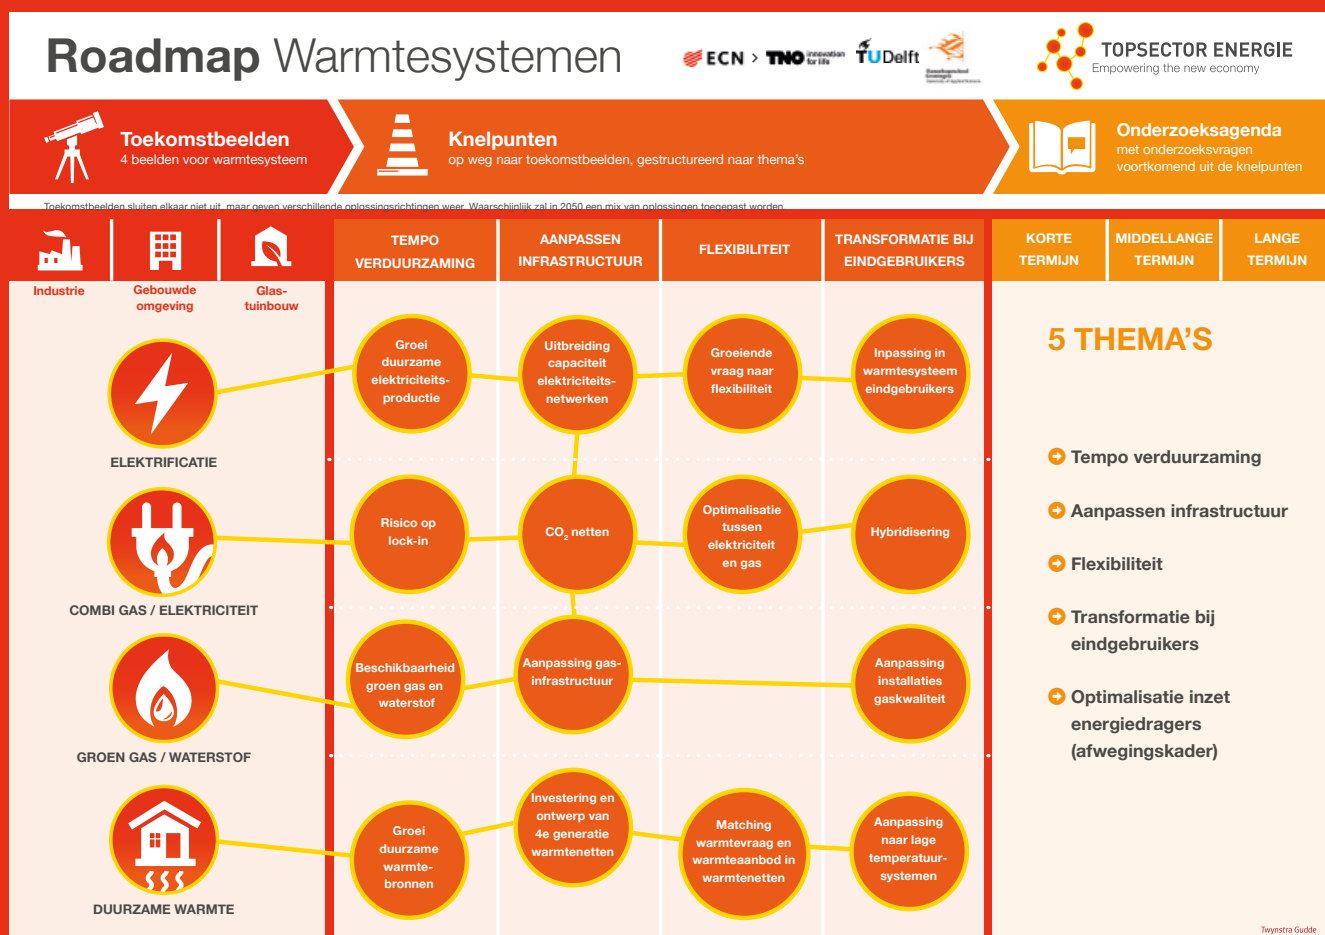 Roadmap Warmtesystemen
ECN > TNO innovation for life
TU Delft
TOPSECTOR ENERGIE
Empowering the new economy
Toekomstbeelden
4 beelden voor warmtesysteem
Knelpunten
op weg naar toekomstbeelden, gestructureerd naar thema's
Onderzoeksagenda
met onderzoeksvragen
voortkomend uit de knelpunten
Toekomstbeelden sluiten elkaar niet uit, maar geven verschillende oplossingsrichtingen weer. Waarschijnlijk zal in 2050 een mix van oplossingen toegepast worden.
Industrie
Gebouwde
omgeving
Glas-
tuinbouw
TEMPO
VERDUURZAMING
AANPASSEN
INFRASTRUCTUUR
FLEXIBILITEIT
TRANSFORMATIE BIJ
EINDGEBRUIKERS
KORTE
TERMIJN
MIDDELLANGE
TERMIJN
LANGE
TERMIJN
ELEKTRIFICATIE
Groei
duurzame
elektriciteits-
productie
Uitbreiding
capaciteit
elektriciteits-
netwerken
Groeiende
vraag naar
flexibiliteit
Inpassing in
warmtesysteem
eindgebruikers
COMBI GAS / ELEKTRICITEIT
Risico op
lock-in
CO2 netten
Optimalisatie
tussen
elektriciteit
en gas
Hybridisering
GROEN GAS / WATERSTOF
Beschikbaarheid
groen gas en
waterstof
Aanpassing gas-
infrastructuur
Aanpassing
installaties
gaskwaliteit
DUURZAME WARMTE
Groei
duurzame
warmte-
bronnen
Investering en
ontwerp van
4e generatie
warmtenetten
Matching
warmtevraag en
warmteaanbod in
warmtenetten
Aanpassing
naar lage
temperatuur-
systemen
5 THEMA'S
Tempo verduurzaming
Aanpassen infrastructuur
Flexibiliteit
Transformatie bij
eindgebruikers
Optimalisatie inzet
energiedragers
(afwegingskader)
Twynstra Gudde